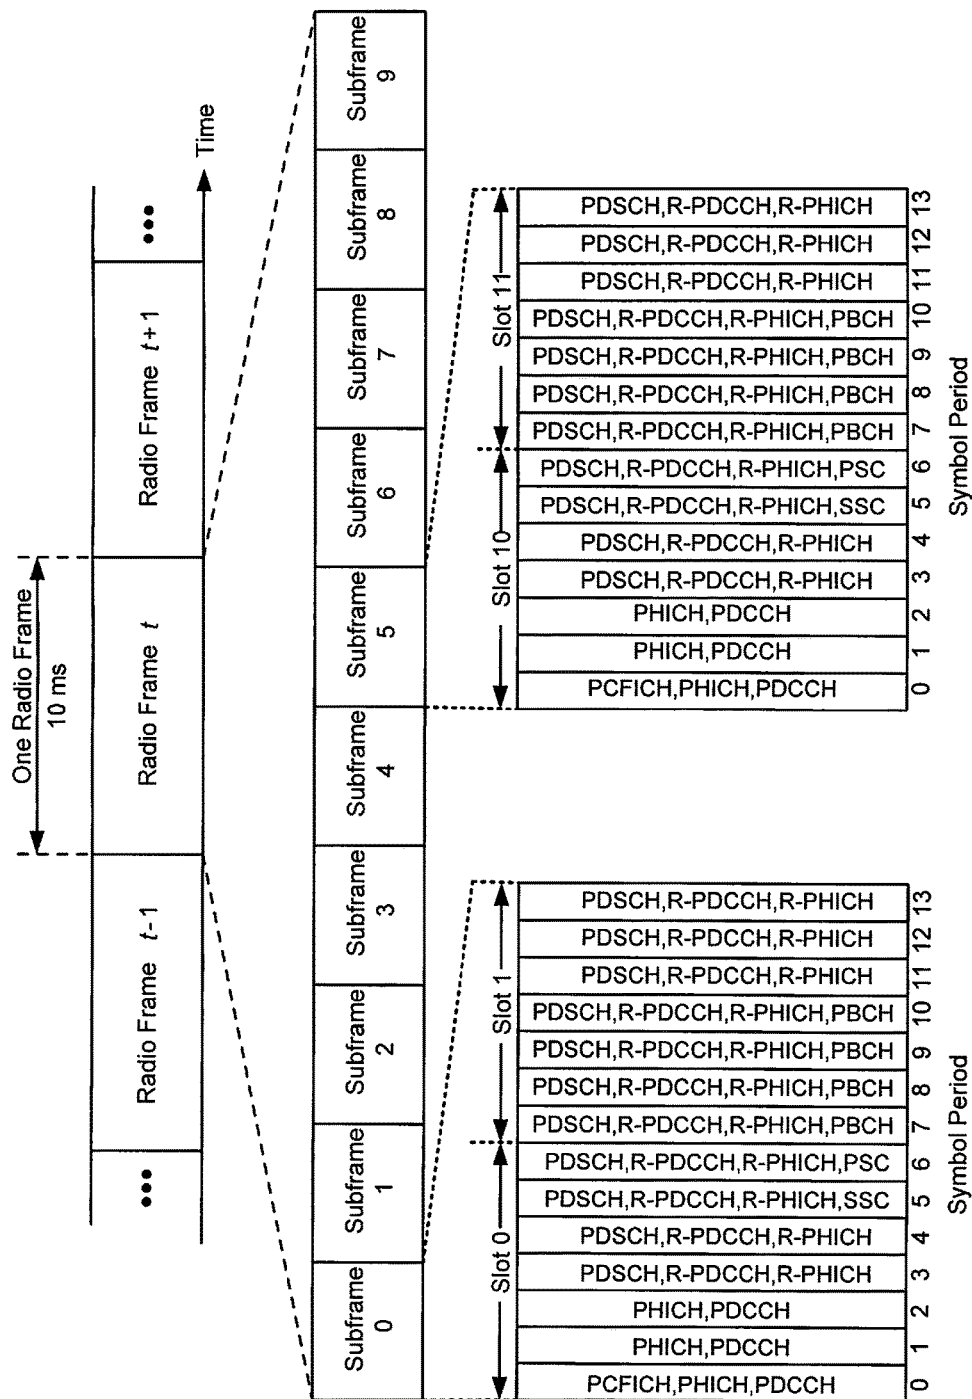 One Radio Frame
10 ms
•••
Radio Frame t-1
Radio Frame t
Radio Frame t+1
•••
Time
Subframe
0
Subframe
1
Subframe
2
Subframe
3
Subframe
4
Subframe
5
Subframe
6
Subframe
7
Subframe
8
Subframe
9
Slot 0
Slot 1
PCFICH,PHICH,PDCCH
PHICH,PDCCH
PHICH,PDCCH
PDSCH,R-PDCCH,R-PHICH
PDSCH,R-PDCCH,R-PHICH
PDSCH,R-PDCCH,R-PHICH,SSC
PDSCH,R-PDCCH,R-PHICH,PSC
PDSCH,R-PDCCH,R-PHICH,PBCH
PDSCH,R-PDCCH,R-PHICH,PBCH
PDSCH,R-PDCCH,R-PHICH,PBCH
PDSCH,R-PDCCH,R-PHICH,PBCH
PDSCH,R-PDCCH,R-PHICH
PDSCH,R-PDCCH,R-PHICH
PDSCH,R-PDCCH,R-PHICH
0 1 2 3 4 5 6 7 8 9 10 11 12 13
Symbol Period
Slot 10
Slot 11
PCFICH,PHICH,PDCCH
PHICH,PDCCH
PHICH,PDCCH
PDSCH,R-PDCCH,R-PHICH
PDSCH,R-PDCCH,R-PHICH
PDSCH,R-PDCCH,R-PHICH,SSC
PDSCH,R-PDCCH,R-PHICH,PSC
PDSCH,R-PDCCH,R-PHICH,PBCH
PDSCH,R-PDCCH,R-PHICH,PBCH
PDSCH,R-PDCCH,R-PHICH,PBCH
PDSCH,R-PDCCH,R-PHICH,PBCH
PDSCH,R-PDCCH,R-PHICH
PDSCH,R-PDCCH,R-PHICH
PDSCH,R-PDCCH,R-PHICH
0 1 2 3 4 5 6 7 8 9 10 11 12 13
Symbol Period